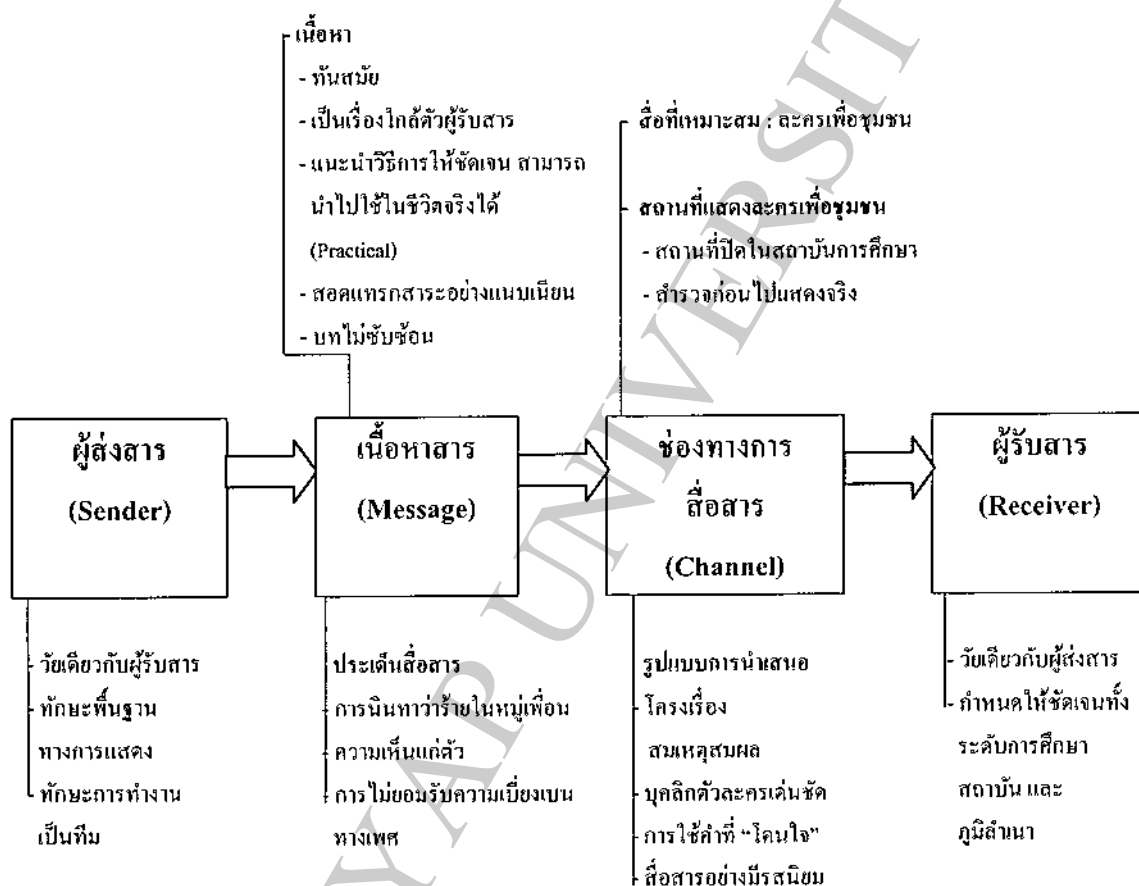 เนื้อหา
- ทันสมัย
- เป็นเรื่องใกล้ตัวผู้รับสาร
- แนะนำวิธีการให้ชัดเจน สามารถ
นำไปใช้ในชีวิตจริงได้
(Practical)
- สอดแทรกสาระอย่างแนบเนียน
- บทไม่ซับซ้อน
สื่อที่เหมาะสม : ละครเพื่อชุมชน
สถานที่แสดงละครเพื่อชุมชน
- สถานที่ปิดในสถาบันการศึกษา
- สำรวจก่อนไปแสดงจริง
ผู้ส่งสาร
(Sender)
เนื้อหาสาร
(Message)
ช่องทางการ
สื่อสาร
(Channel)
ผู้รับสาร
(Receiver)
- วัยเดียวกับผู้รับสาร
- ทักษะพื้นฐาน
ทางการแสดง
- ทักษะการทำงาน
เป็นทีม
ประเด็นสื่อสาร
- การนินทาว่าร้ายในหมู่เพื่อน
- ความเห็นแก่ตัว
- การไม่ยอมรับความเบี่ยงเบน
ทางเพศ
รูปแบบการนำเสนอ
- โครงเรื่อง
สมเหตุสมผล
- บุคลิกตัวละครเด่นชัด
- การใช้คำที่ “โดนใจ”
- สื่อสารอย่างมีรสนิยม
- วัยเดียวกับผู้ส่งสาร
- กำหนดให้ชัดเจนทั้ง
ระดับการศึกษา
สถาบัน และ
ภูมิลำเนา
YAP UNIVERSIT